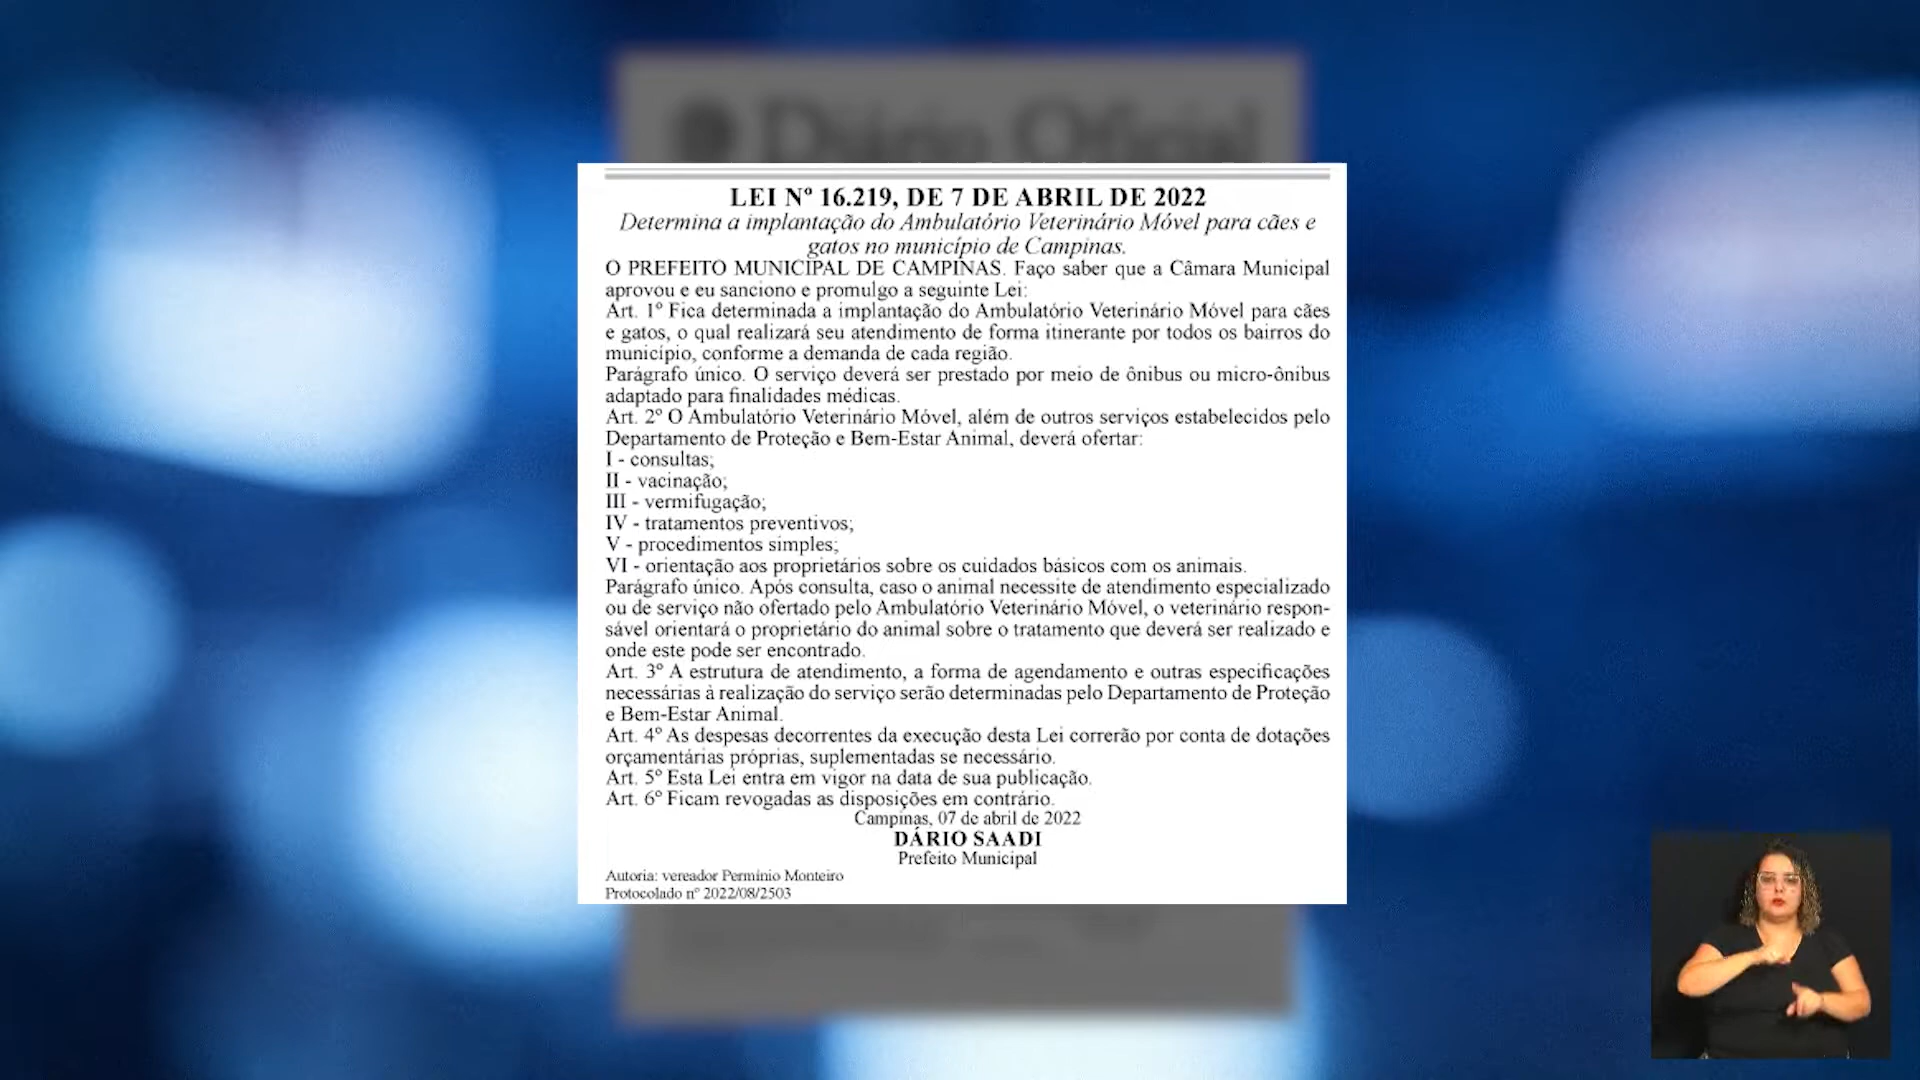 Diário Oficial
LEI Nº 16.219, DE 7 DE ABRIL DE 2022
Determina a implantação do Ambulatório Veterinário Móvel para cães e
gatos no município de Campinas.
O PREFEITO MUNICIPAL DE CAMPINAS. Faço saber que a Câmara Municipal
aprovou e eu sanciono e promulgo a seguinte Lei:
Art. 1º Fica determinada a implantação do Ambulatório Veterinário Móvel para cães
e gatos, o qual realizará seu atendimento de forma itinerante por todos os bairros do
município, conforme a demanda de cada região.
Parágrafo único. O serviço deverá ser prestado por meio de ônibus ou micro-ônibus
adaptado para finalidades médicas.
Art. 2º O Ambulatório Veterinário Móvel, além de outros serviços estabelecidos pelo
Departamento de Proteção e Bem-Estar Animal, deverá ofertar:
I - consultas;
II - vacinação;
III - vermifugação;
IV - tratamentos preventivos;
V - procedimentos simples;
VI - orientação aos proprietários sobre os cuidados básicos com os animais.
Parágrafo único. Após consulta, caso o animal necessite de atendimento especializado
ou de serviço não ofertado pelo Ambulatório Veterinário Móvel, o veterinário respon-
sável orientará o proprietário do animal sobre o tratamento que deverá ser realizado e
onde este pode ser encontrado.
Art. 3º A estrutura de atendimento, a forma de agendamento e outras especificações
necessárias à realização do serviço serão determinadas pelo Departamento de Proteção
e Bem-Estar Animal.
Art. 4º As despesas decorrentes da execução desta Lei correrão por conta de dotações
orçamentárias próprias, suplementadas se necessário.
Art. 5º Esta Lei entra em vigor na data de sua publicação.
Art. 6º Ficam revogadas as disposições em contrário.
Campinas, 07 de abril de 2022
DÁRIO SAADI
Prefeito Municipal
Autoria: vereador Permínio Monteiro
Protocolado nº 2022/08/2503